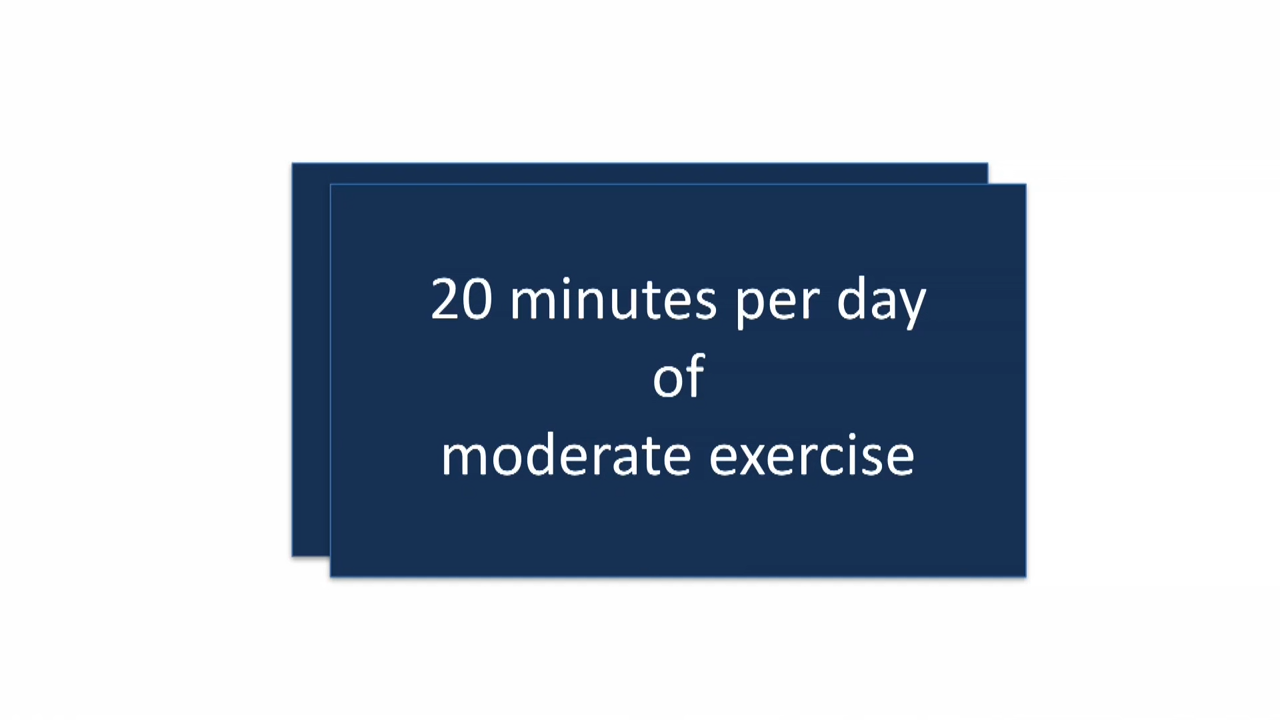 20 minutes per day
of
moderate exercise